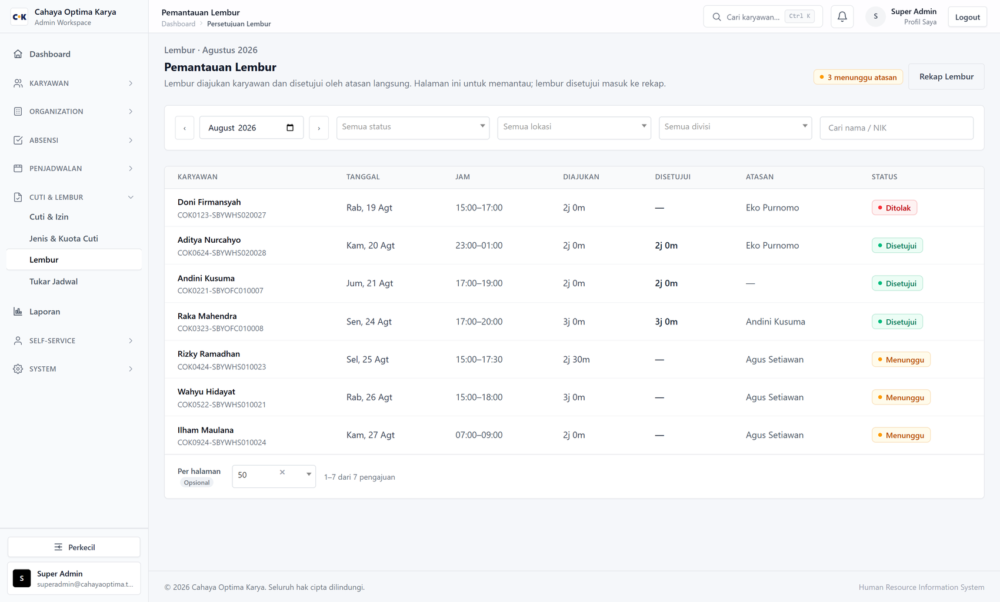 C•K
Cahaya Optima Karya
Admin Workspace
Dashboard
KARYAWAN
ORGANIZATION
ABSENSI
PENJADWALAN
CUTI & LEMBUR
Cuti & Izin
Jenis & Kuota Cuti
Lembur
Tukar Jadwal
Laporan
SELF-SERVICE
SYSTEM
Perkecil
S
Super Admin
superadmin@cahayaoptima.t...
Pemantauan Lembur
Dashboard > Persetujuan Lembur
Cari karyawan... Ctrl K
S
Super Admin
Profil Saya
Logout
Lembur · Agustus 2026
Pemantauan Lembur
Lembur diajukan karyawan dan disetujui oleh atasan langsung. Halaman ini untuk memantau; lembur disetujui masuk ke rekap.
3 menunggu atasan
Rekap Lembur
‹ August 2026 › Semua status Semua lokasi Semua divisi Cari nama / NIK
KARYAWAN TANGGAL JAM DIAJUKAN DISETUJUI ATASAN STATUS
Doni Firmansyah
COK0123-SBYWHS020027
Rab, 19 Agt 15:00–17:00 2j 0m — Eko Purnomo Ditolak
Aditya Nurcahyo
COK0624-SBYWHS020028
Kam, 20 Agt 23:00–01:00 2j 0m 2j 0m Eko Purnomo Disetujui
Andini Kusuma
COK0221-SBYOFC010007
Jum, 21 Agt 17:00–19:00 2j 0m 2j 0m — Disetujui
Raka Mahendra
COK0323-SBYOFC010008
Sen, 24 Agt 17:00–20:00 3j 0m 3j 0m Andini Kusuma Disetujui
Rizky Ramadhan
COK0424-SBYWHS010023
Sel, 25 Agt 15:00–17:30 2j 30m — Agus Setiawan Menunggu
Wahyu Hidayat
COK0522-SBYWHS010021
Rab, 26 Agt 15:00–18:00 3j 0m — Agus Setiawan Menunggu
Ilham Maulana
COK0924-SBYWHS010024
Kam, 27 Agt 07:00–09:00 2j 0m — Agus Setiawan Menunggu
Per halaman
Opsional
50 × 1–7 dari 7 pengajuan
© 2026 Cahaya Optima Karya. Seluruh hak cipta dilindungi.
Human Resource Information System